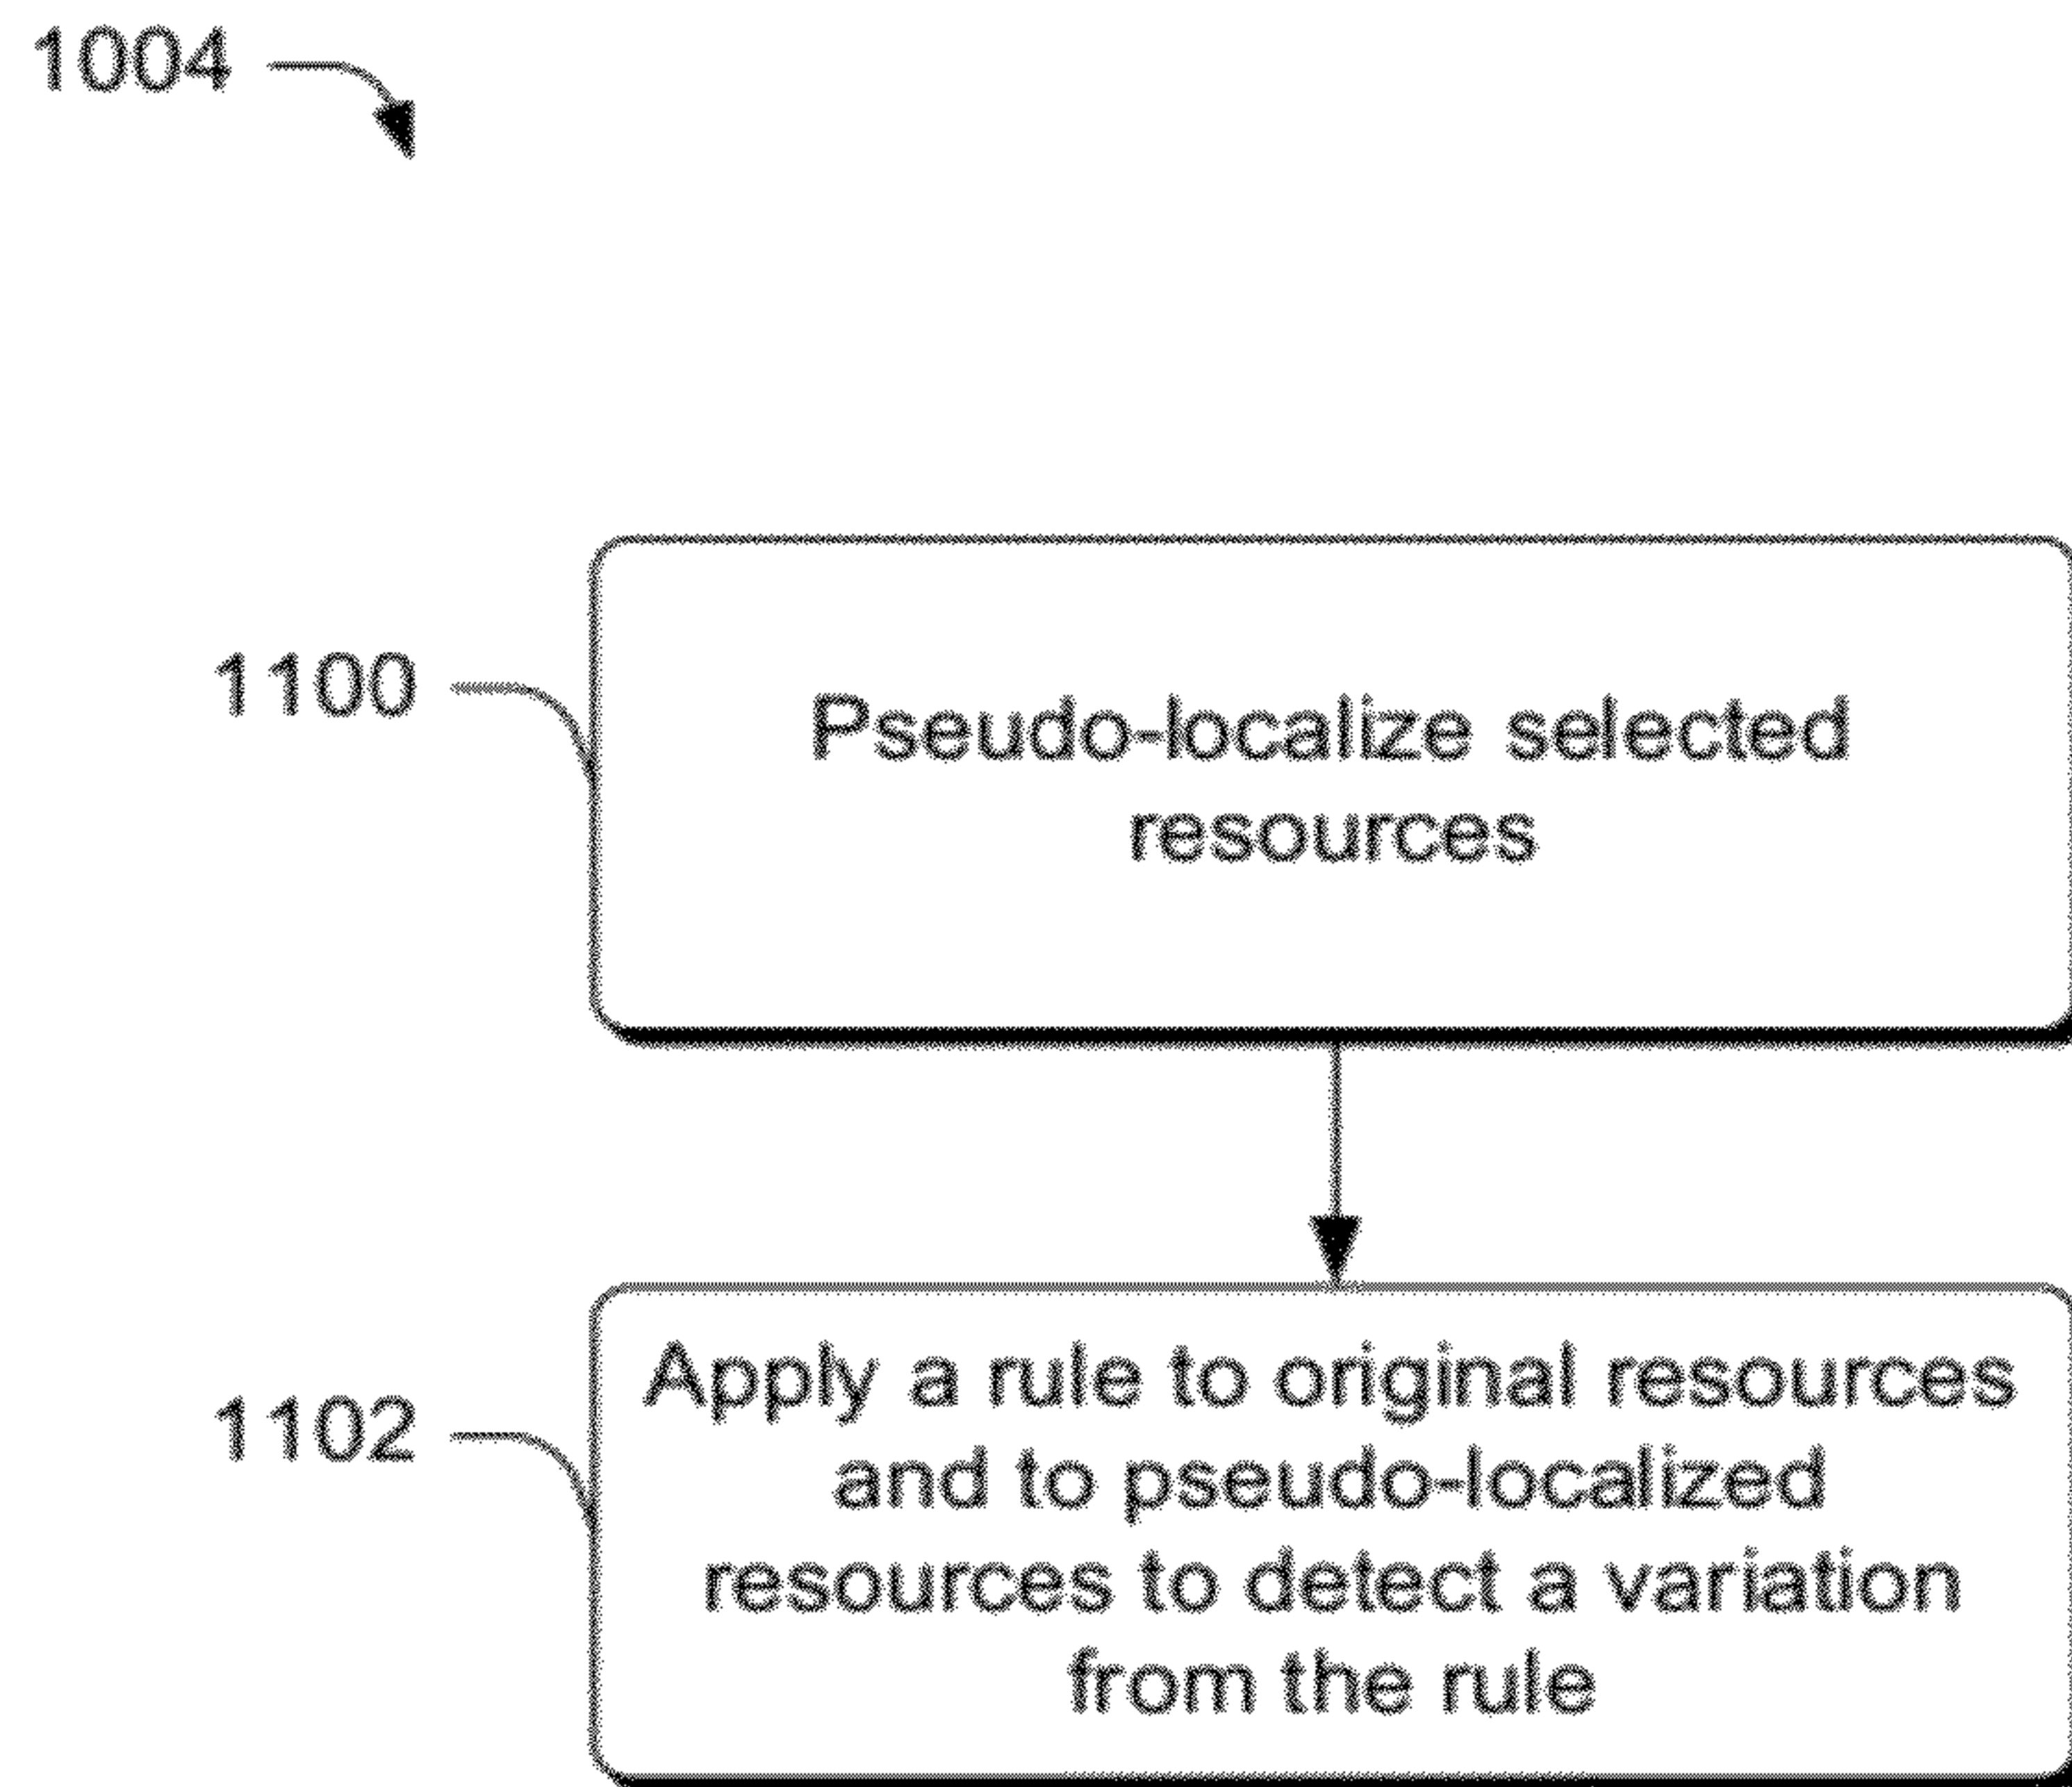 1004
1100
Pseudo-localize selected
resources
1102
Apply a rule to original resources
and to pseudo-localized
resources to detect a variation
from the rule